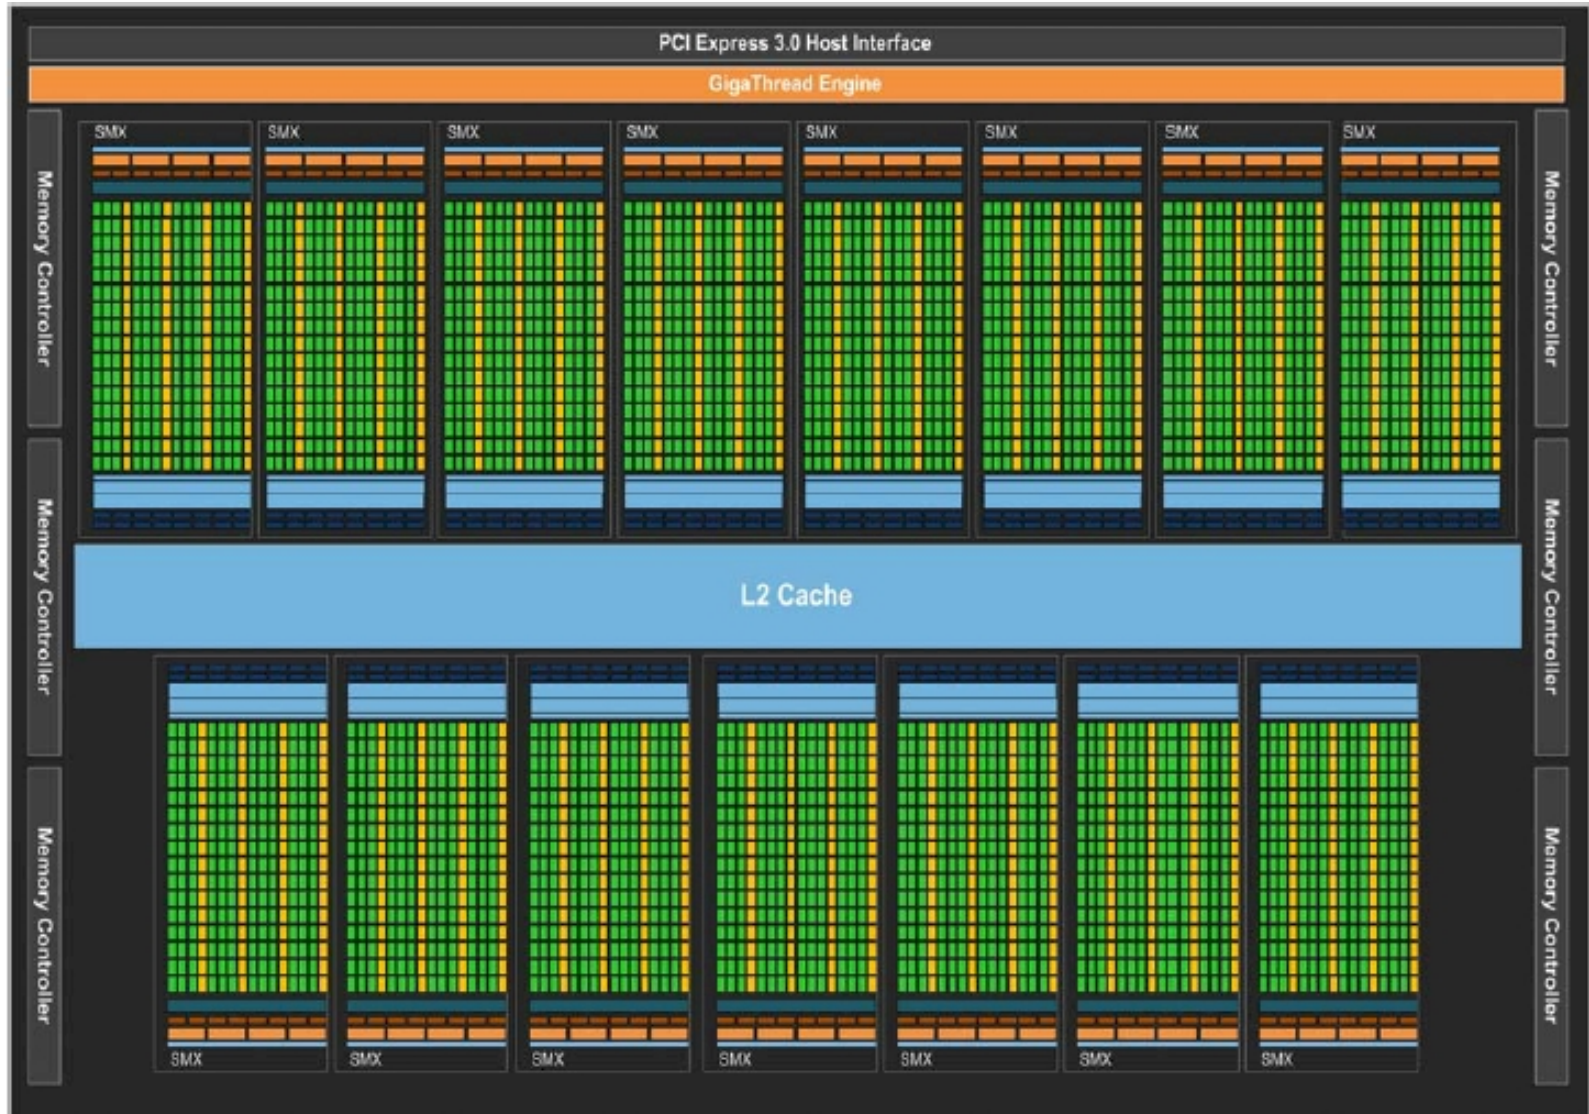 PCI Express 3.0 Host Interface
GigaThread Engine
SMX
SMX
SMX
SMX
SMX
SMX
SMX
SMX
Memory Controller
Memory Controller
Memory Controller
Memory Controller
L2 Cache
Memory Controller
Memory Controller
SMX
SMX
SMX
SMX
SMX
SMX
SMX